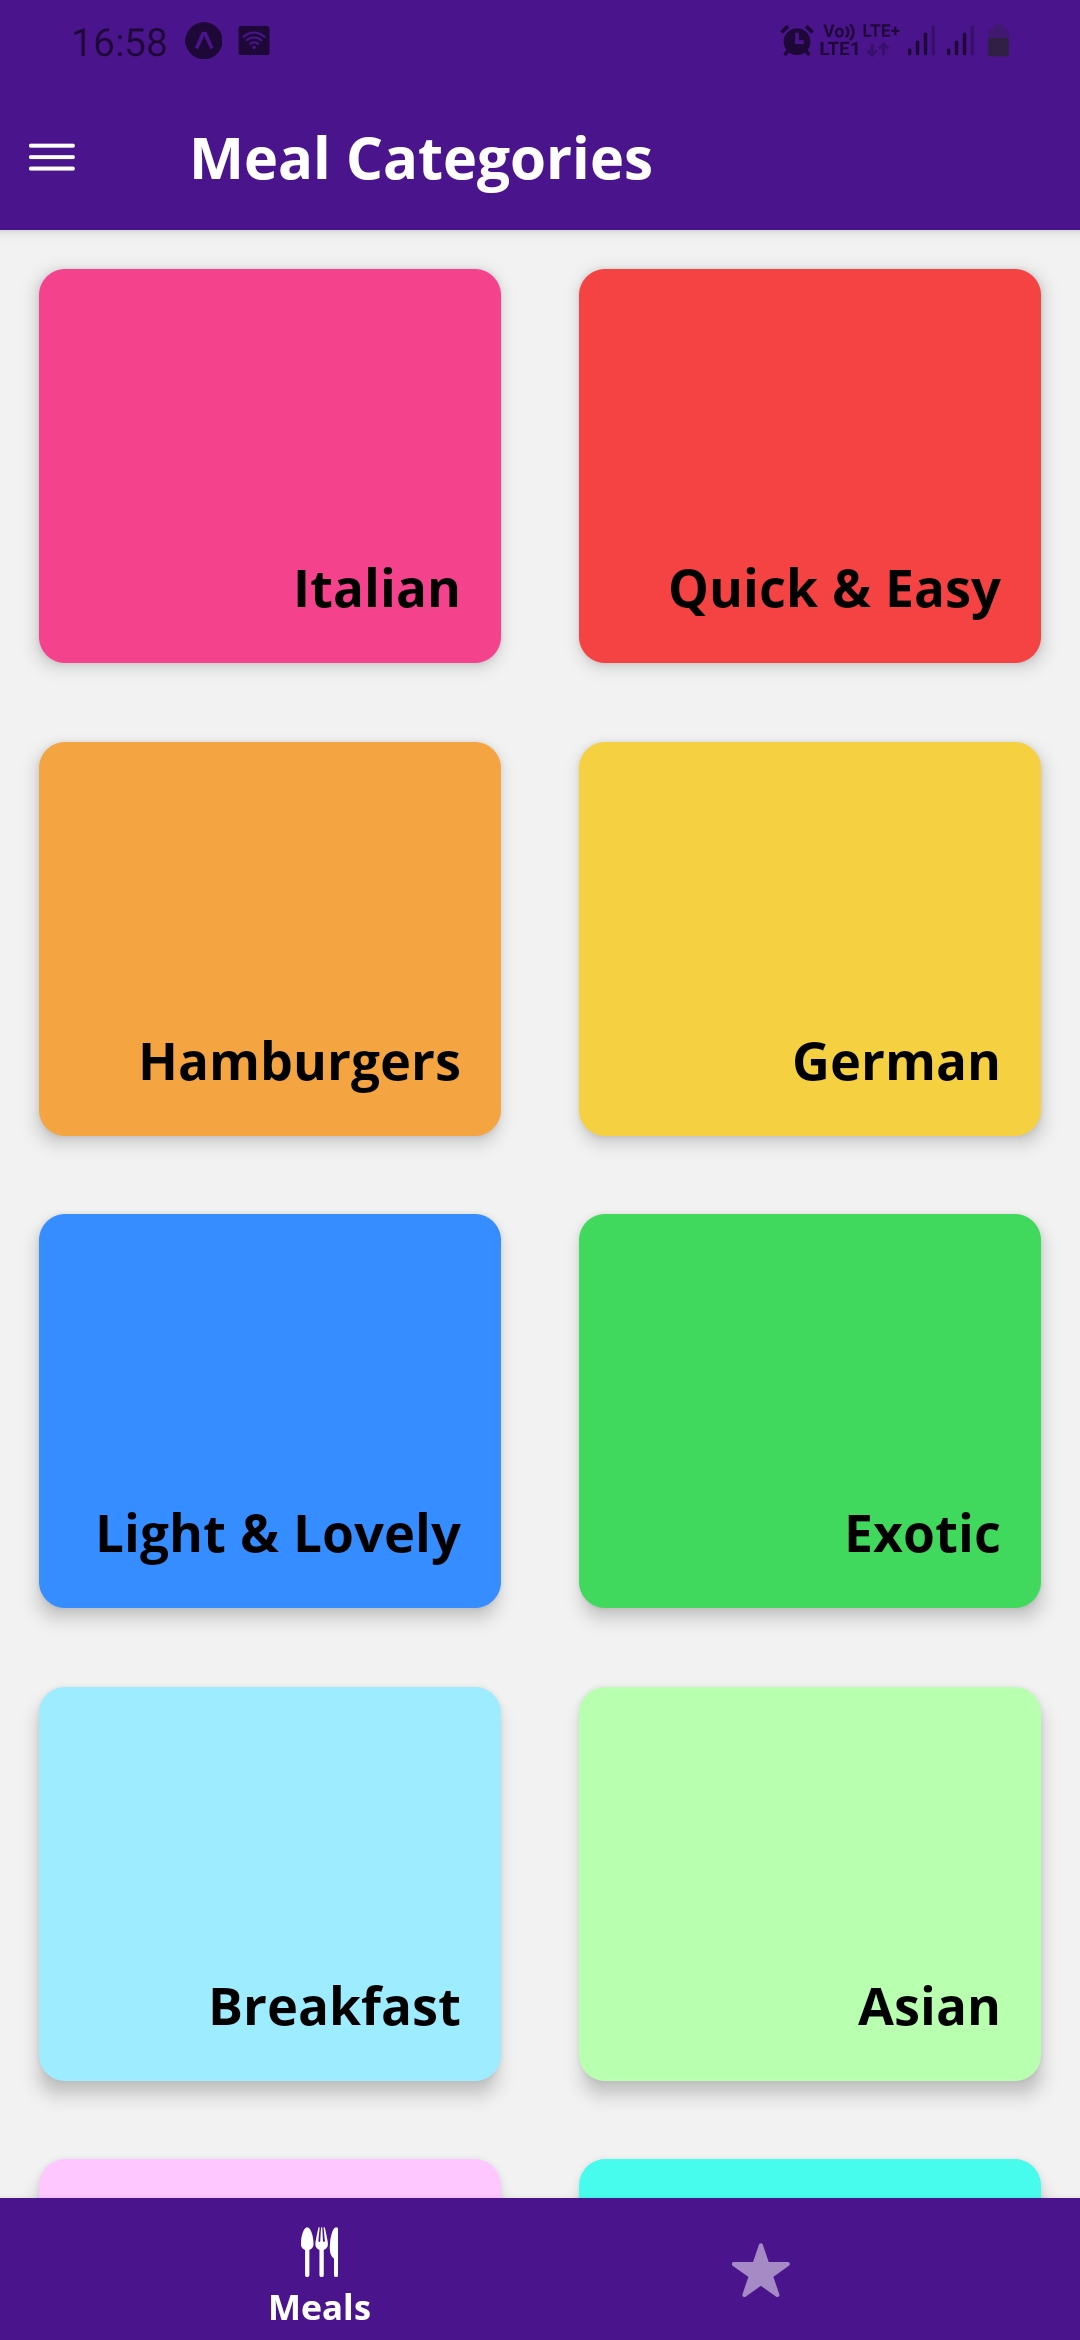 16:58
Vo)) LTE+
LTE1
Meal Categories
Italian
Quick & Easy
Hamburgers
German
Light & Lovely
Exotic
Breakfast
Asian
Meals